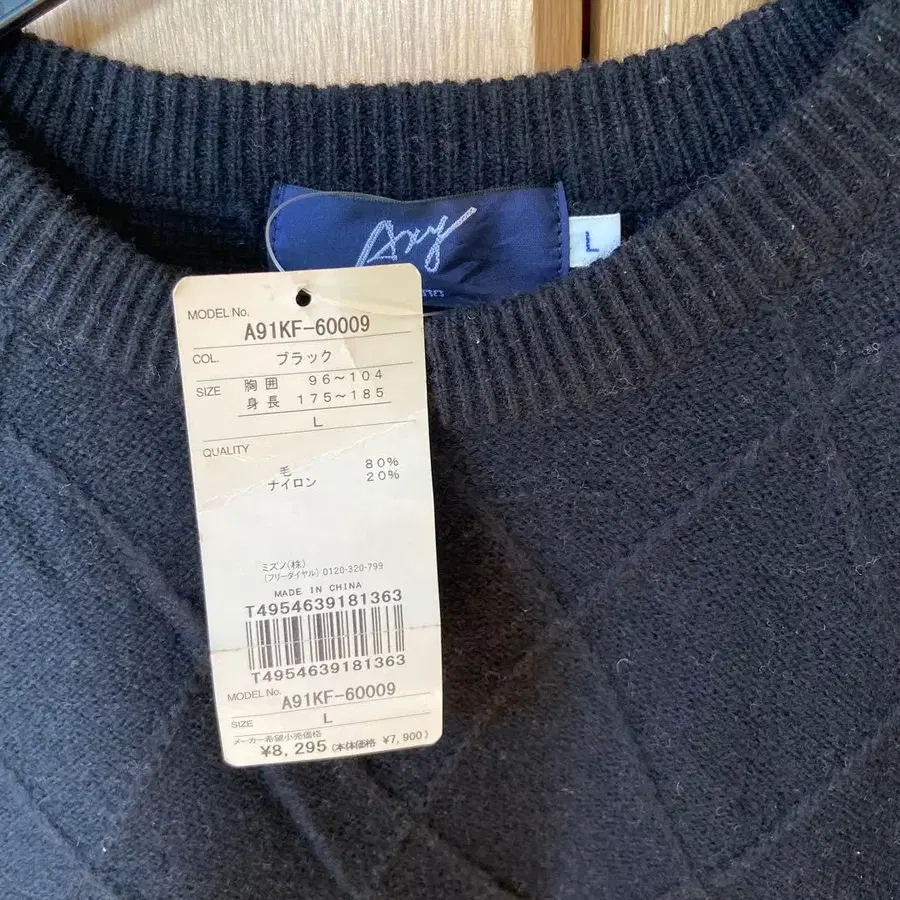 Axy
L
MODEL No.
A91KF-60009
COL. ブラック
SIZE 胸囲 96～104
身長 175～185
L
QUALITY
毛 80%
ナイロン 20%
ミズノ(株)
(フリーダイヤル) 0120-320-799
MADE IN CHINA
T4954639181363
T4954639181363
MODEL No. A91KF-60009
SIZE L
メーカー希望小売価格
¥8,295 (本体価格 ¥7,900)